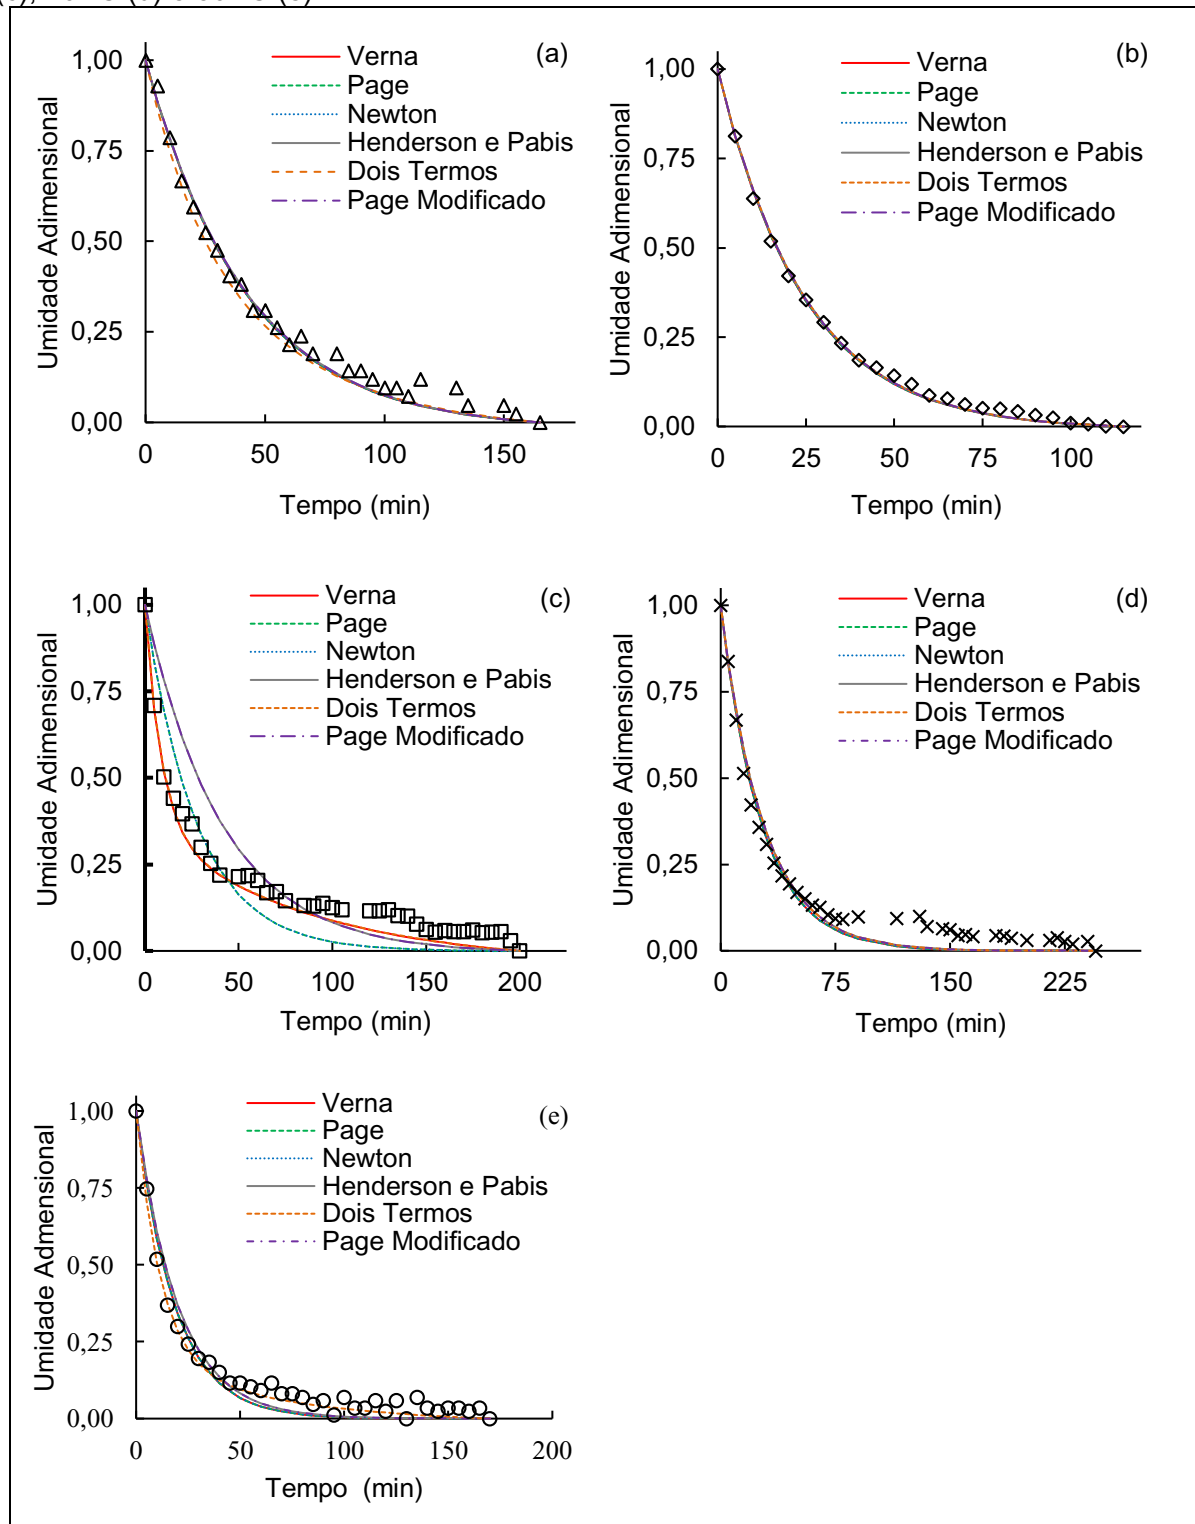 Verna
Page
Newton
Henderson e Pabis
Dois Termos
Page Modificado
(a)
1,00
0,75
0,50
0,25
0,00
Umidade Adimensional
0
50
100
150
Tempo (min)
Verna
Page
Newton
Henderson e Pabis
Dois Termos
Page Modificado
(b)
1,00
0,75
0,50
0,25
0,00
Umidade Adimensional
0
25
50
75
100
Tempo (min)
Verna
Page
Newton
Henderson e Pabis
Dois Termos
Page Modificado
(c)
1,00
0,75
0,50
0,25
0,00
Umidade Adimensional
0
50
100
150
200
Tempo (min)
Verna
Page
Newton
Henderson e Pabis
Dois Termos
Page Modificado
(d)
1,00
0,75
0,50
0,25
0,00
Umidade Adimensional
0
75
150
225
Tempo (min)
Verna
Page
Newton
Henderson e Pabis
Dois Termos
Page Modificado
(e)
1,00
0,75
0,50
0,25
0,00
Umidade Admensional
0
50
100
150
200
Tempo (min)